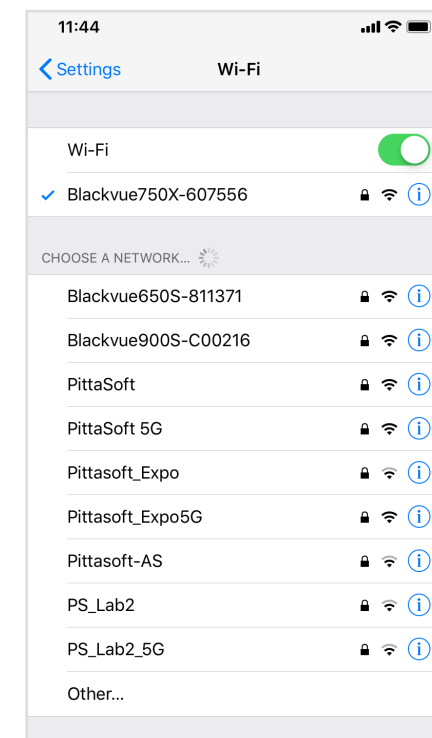 11:44
Settings Wi-Fi
Wi-Fi
Blackvue750X-607556
CHOOSE A NETWORK...
Blackvue650S-811371
Blackvue900S-C00216
PittaSoft
PittaSoft 5G
Pittasoft_Expo
Pittasoft_Expo5G
Pittasoft-AS
PS_Lab2
PS_Lab2_5G
Other...